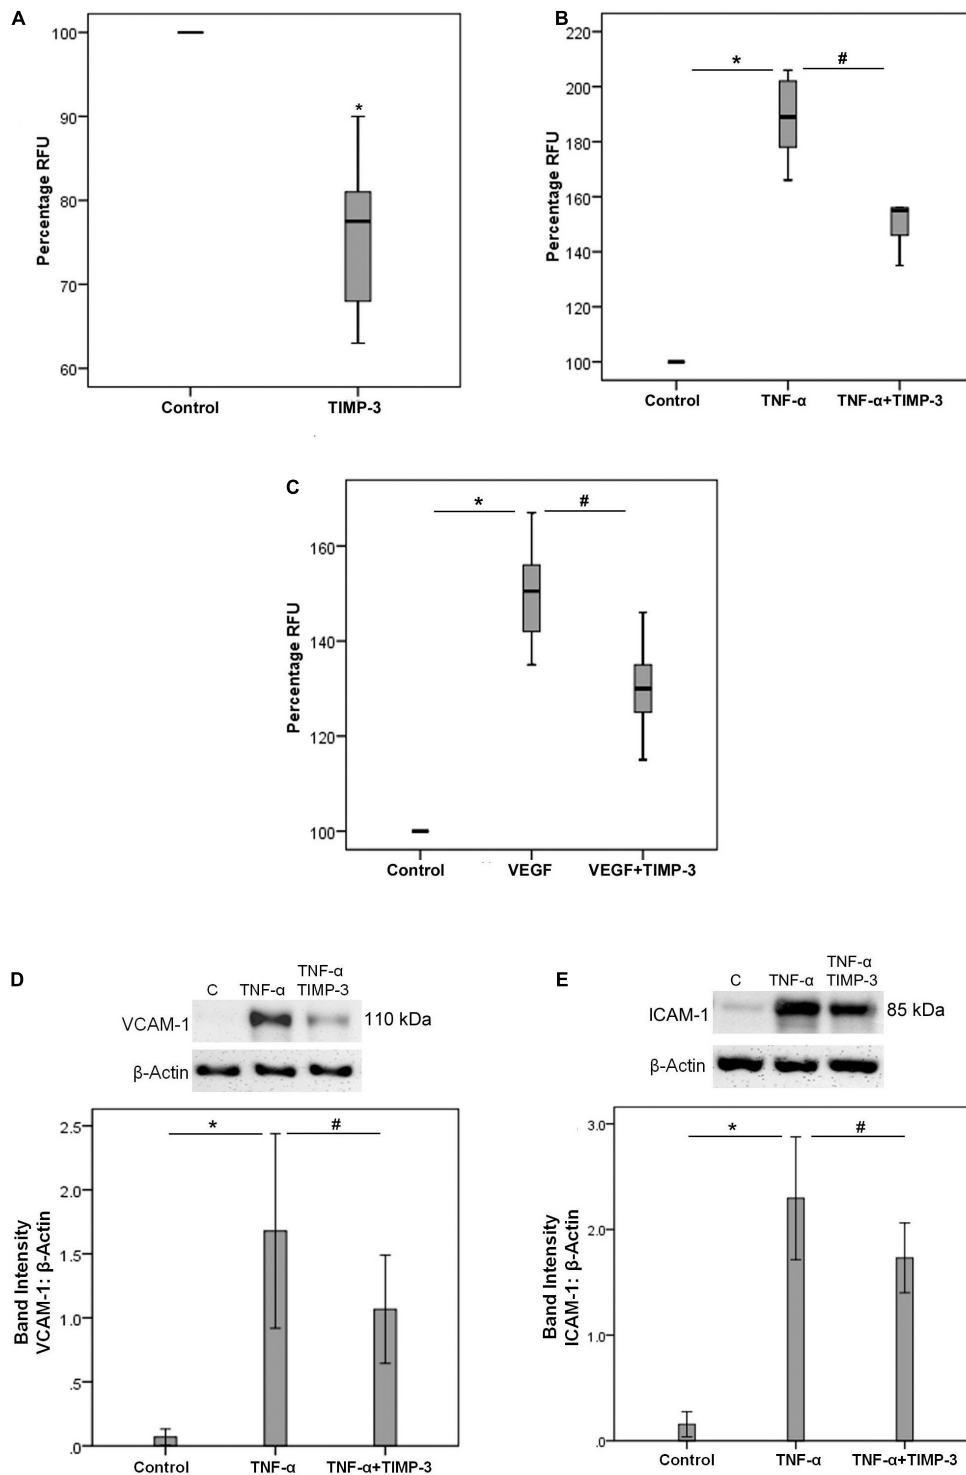 A
Percentage RFU
100
90
80
70
60
*
Control
TIMP-3
B
Percentage RFU
220
200
180
160
140
120
100
*
#
Control
TNF-α
TNF-α+TIMP-3
C
Percentage RFU
160
140
120
100
*
#
Control
VEGF
VEGF+TIMP-3
D
C
TNF-α
TNF-α
TIMP-3
VCAM-1
110 kDa
β-Actin
Band Intensity
VCAM-1: β-Actin
2.5
2.0
1.5
1.0
.5
.0
*
#
Control
TNF-α
TNF-α+TIMP-3
E
C
TNF-α
TNF-α
TIMP-3
ICAM-1
85 kDa
β-Actin
Band Intensity
ICAM-1: β-Actin
3.0
2.0
1.0
.0
*
#
Control
TNF-α
TNF-α+TIMP-3